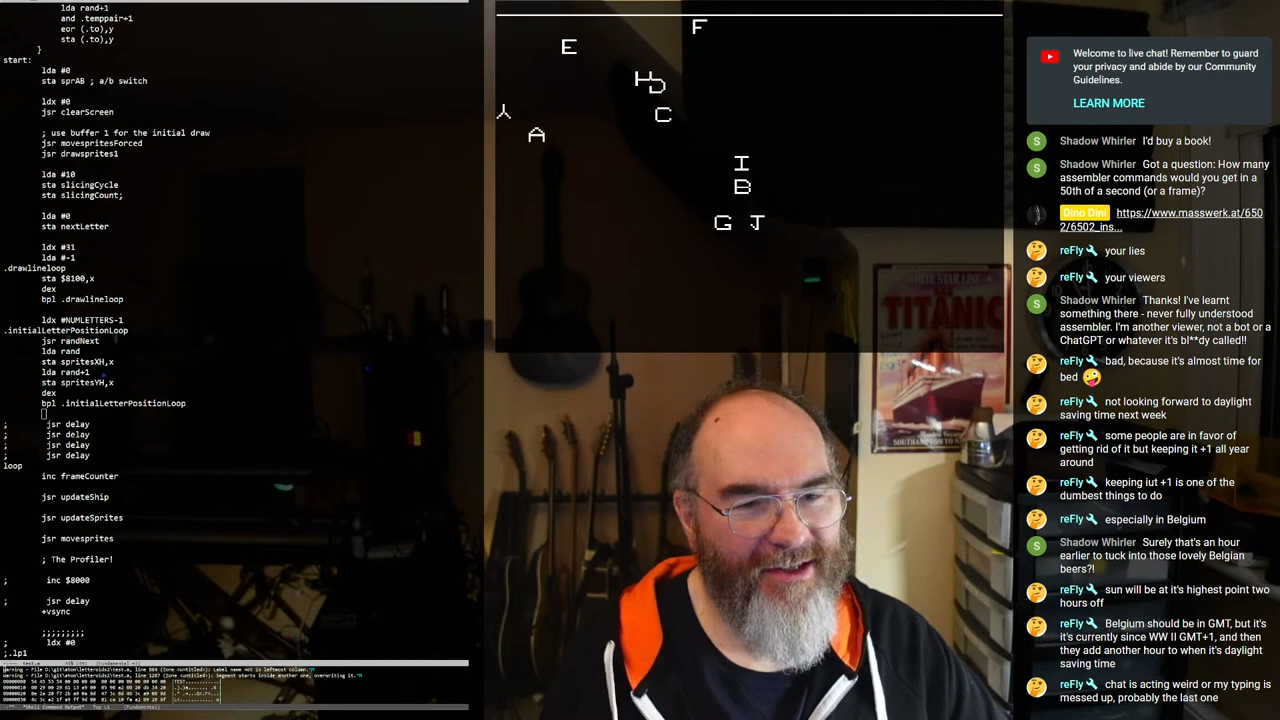 lda rand+1
and .temppair+1
eor (.to),y
sta (.to),y
}
start:
lda #0
sta sprAB ; a/b switch
ldx #0
jsr clearScreen
; use buffer 1 for the initial draw
jsr movespritesForced
jsr drawsprites1
lda #10
sta slicingCycle
sta slicingCount;
lda #0
sta nextLetter
ldx #31
lda #-1
.drawlineloop
sta $8100,x
dex
bpl .drawlineloop
ldx #NUMLETTERS-1
.initialLetterPositionLoop
jsr randNext
lda rand
sta spritesXH,x
lda rand+1
sta spritesYH,x
dex
bpl .initialLetterPositionLoop
; jsr delay
; jsr delay
; jsr delay
; jsr delay
loop
inc frameCounter
jsr updateShip
jsr updateSprites
jsr movesprites
; The Profiler!
; inc $8000
; jsr delay
+vsync
;;;;;;;;;
; ldx #0
;.lp1
F
E
H D
C
A
I
B
G J
WHITE STAR LINE
TITANIC
Welcome to live chat! Remember to guard
your privacy and abide by our Community
Guidelines.
LEARN MORE
S Shadow Whirler I'd buy a book!
S Shadow Whirler Got a question: How many
assembler commands would you get in a
50th of a second (or a frame)?
Dino Dini https://www.masswerk.at/650
2/6502_ins...
reFly your lies
reFly your viewers
S Shadow Whirler Thanks! I've learnt
something there - never fully understood
assembler. I'm another viewer, not a bot or a
ChatGPT or whatever it's bl**dy called!!
reFly bad, because it's almost time for
bed
reFly not looking forward to daylight
saving time next week
reFly some people are in favor of
getting rid of it but keeping it +1 all year
around
reFly keeping iut +1 is one of the
dumbest things to do
reFly especially in Belgium
S Shadow Whirler Surely that's an hour
earlier to tuck into those lovely Belgian
beers?!
reFly sun will be at it's highest point two
hours off
reFly Belgium should be in GMT, but it's
it's currently since WW II GMT+1, and then
they add another hour to when it's daylight
saving time
reFly chat is acting weird or my typing is
messed up, probably the last one